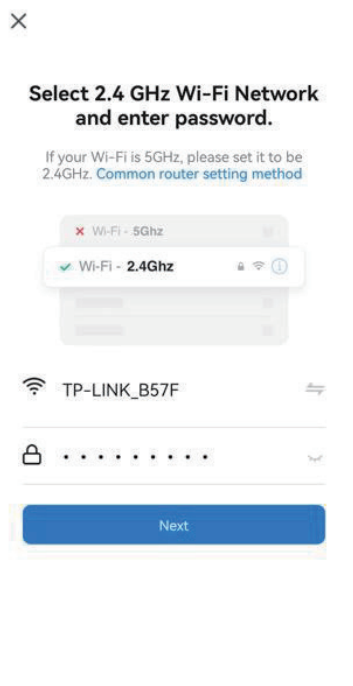 Select 2.4 GHz Wi-Fi Network
and enter password.
If your Wi-Fi is 5GHz, please set it to be
2.4GHz. Common router setting method
Wi-Fi - 5Ghz
Wi-Fi - 2.4Ghz
TP-LINK_B57F
Next